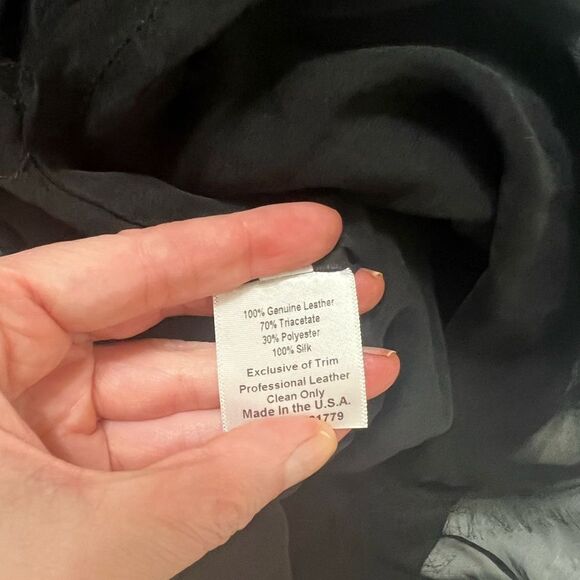 100% Genuine Leather
70% Triacetate
30% Polyester
100% Silk
Exclusive of Trim
Professional Leather
Clean Only
Made In the U.S.A.